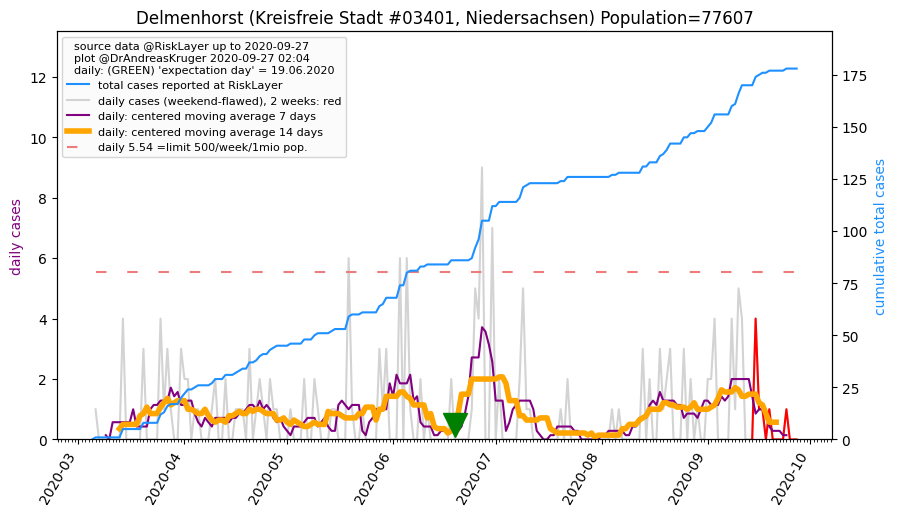 Delmenhorst (Kreisfreie Stadt #03401, Niedersachsen) Population=77607
source data @RiskLayer up to 2020-09-27
plot @DrAndreasKruger 2020-09-27 02:04
daily: (GREEN) 'expectation day' = 19.06.2020
total cases reported at RiskLayer
daily cases (weekend-flawed), 2 weeks: red
daily: centered moving average 7 days
daily: centered moving average 14 days
daily 5.54 =limit 500/week/1mio pop.
daily cases
12
10
8
6
4
2
0
cumulative total cases
175
150
125
100
75
50
25
0
2020-03
2020-04
2020-05
2020-06
2020-07
2020-08
2020-09
2020-10